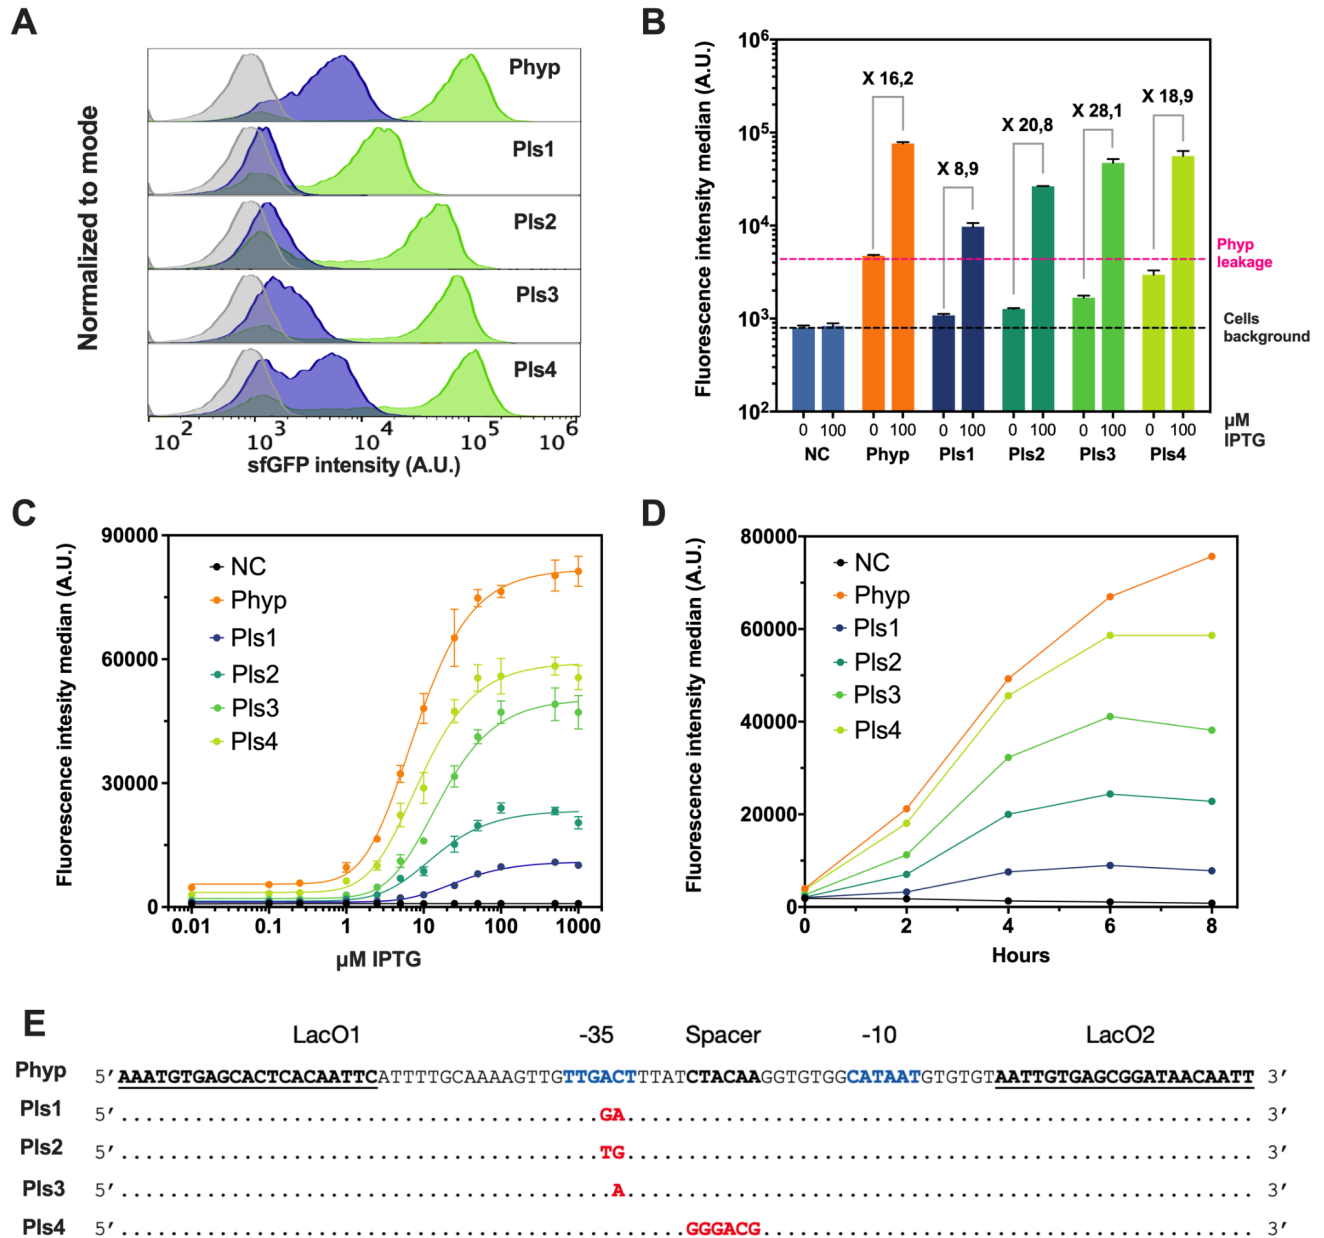 A
Normalized to mode
Phyp
Pls1
Pls2
Pls3
Pls4
10^2 10^3 10^4 10^5 10^6
sfGFP intensity (A.U.)
B
Fluorescence intensity median (A.U.)
10^6
10^5
10^4
10^3
10^2
X 16,2
X 8,9
X 20,8
X 28,1
X 18,9
Phyp
leakage
Cells
background
0 100 0 100 0 100 0 100 0 100 0 100
µM
IPTG
NC Phyp Pls1 Pls2 Pls3 Pls4
C
Fluorescence intesity median (A.U.)
90000
60000
30000
0
NC
Phyp
Pls1
Pls2
Pls3
Pls4
0.01 0.1 1 10 100 1000
µM IPTG
D
Fluorescence intensity median (A.U.)
80000
60000
40000
20000
0
NC
Phyp
Pls1
Pls2
Pls3
Pls4
0 2 4 6 8
Hours
E
LacO1 -35 Spacer -10 LacO2
Phyp 5′ AAATGTGAGCACTCACAATTCATTTTGCAAAAGTTGTTGACTTTATCTACAAGGTGTGGCATAATGTGTGTAATTGTGAGCGGATAACAATT 3′
Pls1 5′ GA 3′
Pls2 5′ TG 3′
Pls3 5′ A 3′
Pls4 5′ GGGACG 3′